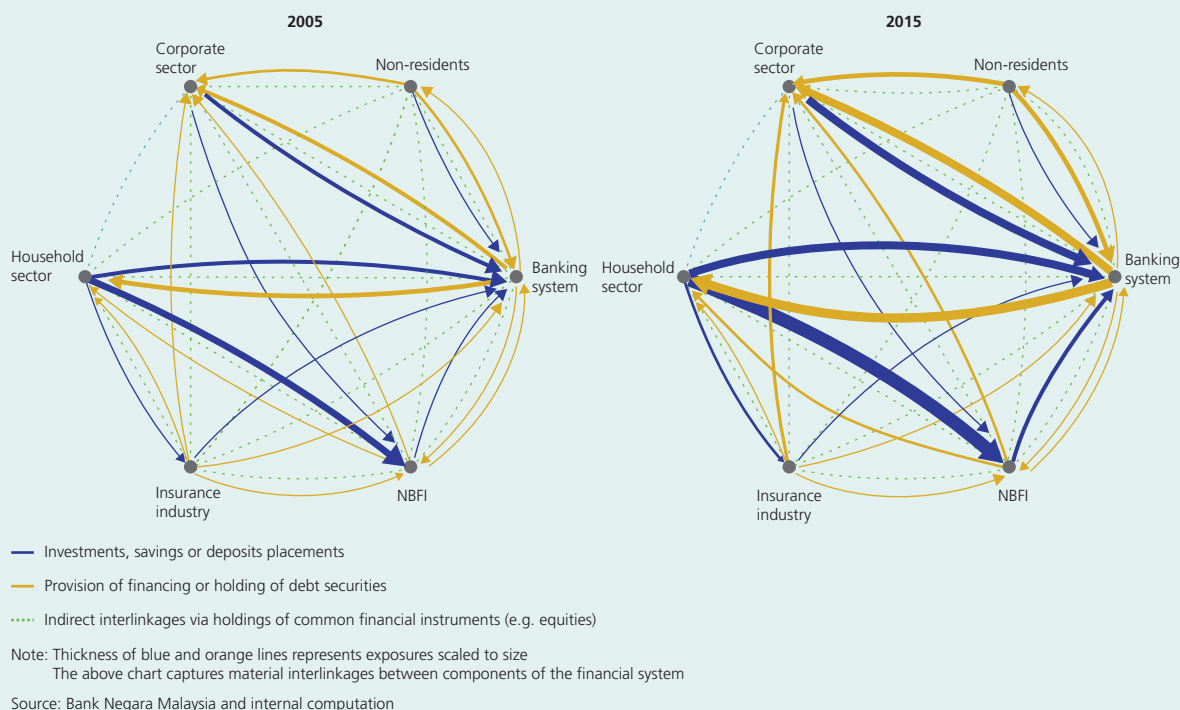 2005
Corporate
sector
Non-residents
Household
sector
Banking
system
Insurance
industry
NBFI
2015
Corporate
sector
Non-residents
Household
sector
Banking
system
Insurance
industry
NBFI
Investments, savings or deposits placements
Provision of financing or holding of debt securities
Indirect interlinkages via holdings of common financial instruments (e.g. equities)
Note: Thickness of blue and orange lines represents exposures scaled to size
The above chart captures material interlinkages between components of the financial system
Source: Bank Negara Malaysia and internal computation